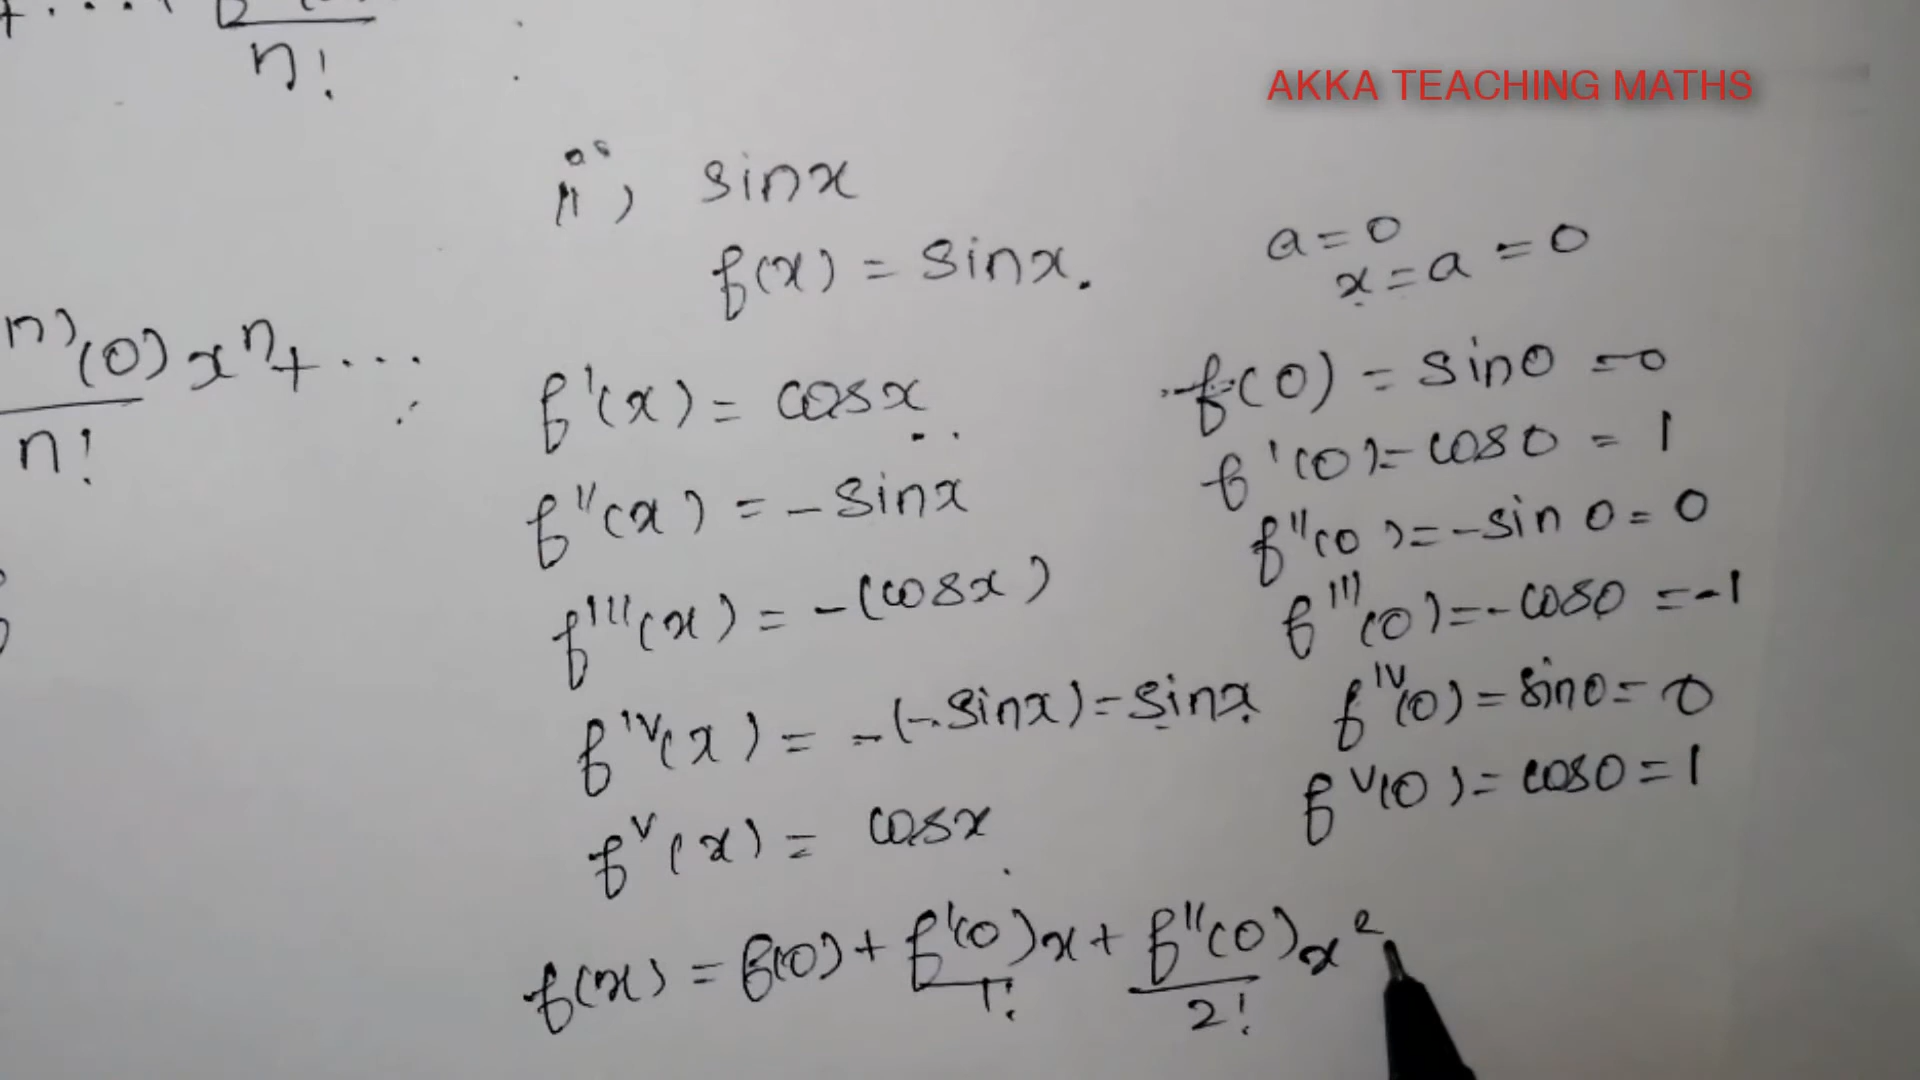 n!
AKKA TEACHING MATHS
ii, sinx
f(x) = sinx.
a=0
x=a=0
n)(0)xⁿ+ ...
n!
f'(x) = cosx
f(0) = sin0 =0
f'(0)=cos0 = 1
f''(x) = -sinx
f''(0)=-sin0=0
f'''(x) = -(cosx)
f'''(0)=-cos0 =-1
f^IV(x) = -(-sinx)=sinx
f^IV(0)=sin0=0
f^V(x) = cosx
f^V(0)=cos0=1
f(x) = f(0)+ f'(0)x+ f''(0)x²
1! 2!